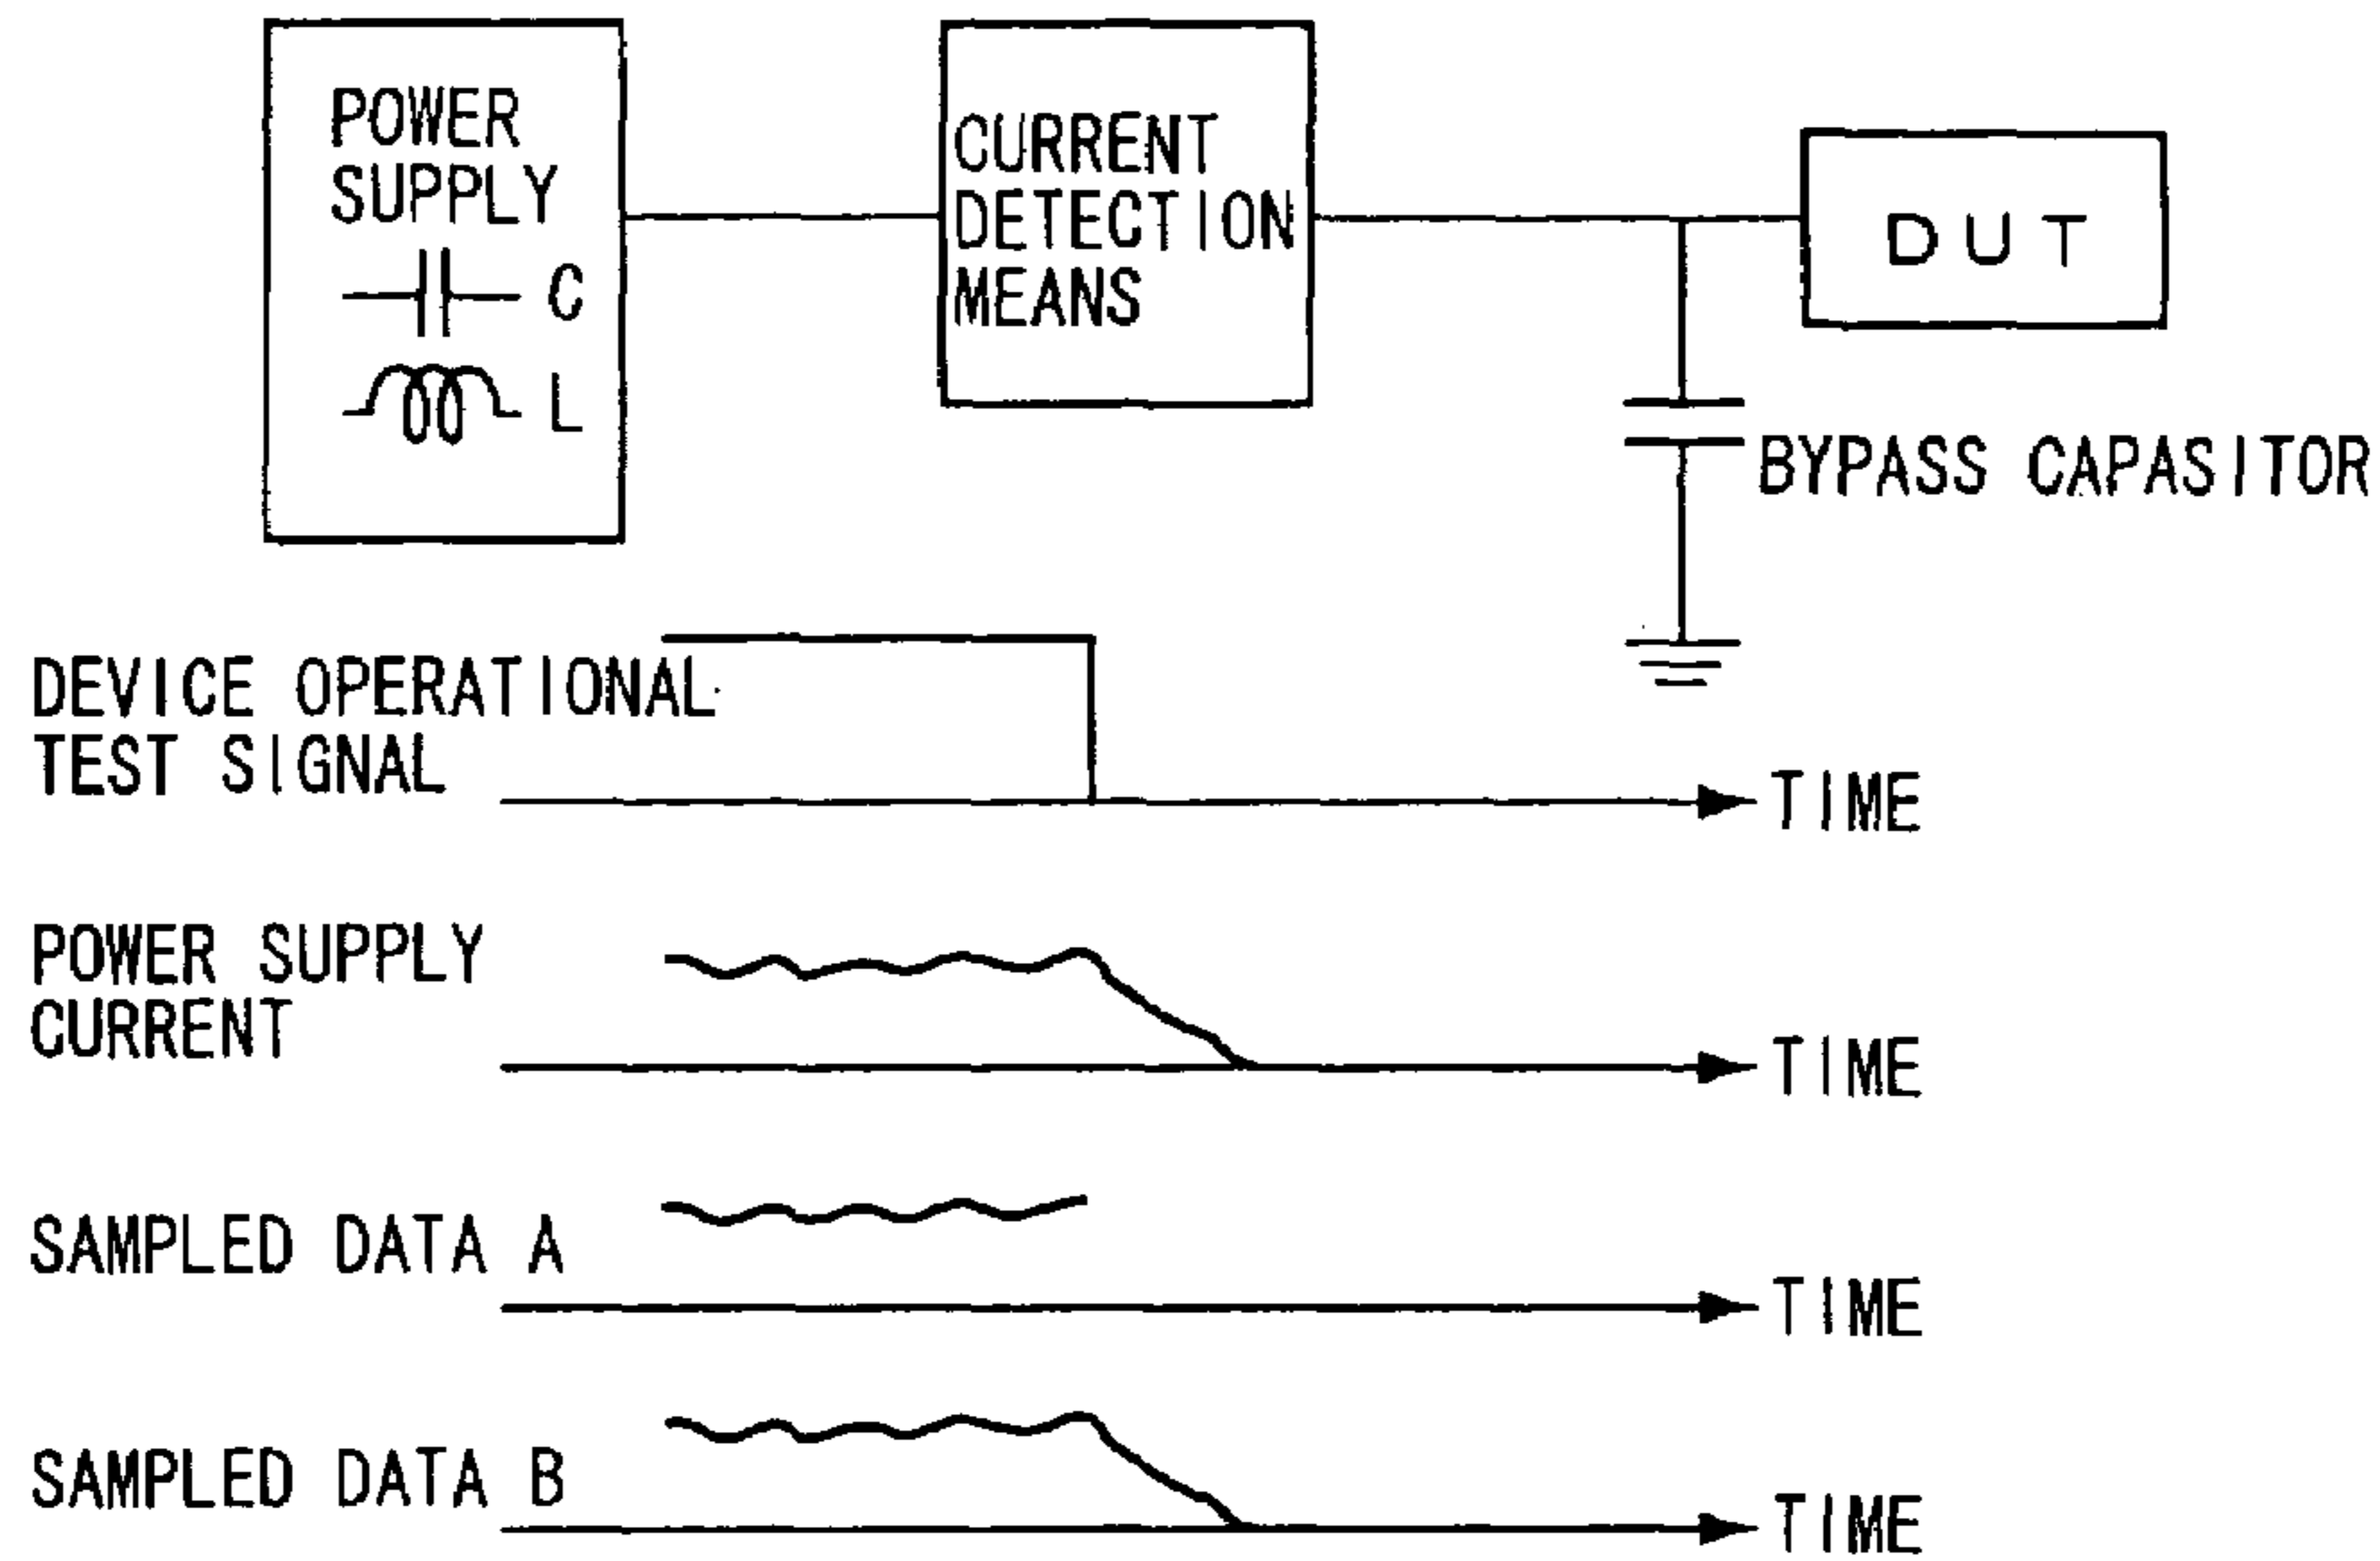 POWER
SUPPLY
C
L
CURRENT
DETECTION
MEANS
DUT
BYPASS CAPASITOR
DEVICE OPERATIONAL
TEST SIGNAL
TIME
POWER SUPPLY
CURRENT
TIME
SAMPLED DATA A
TIME
SAMPLED DATA B
TIME